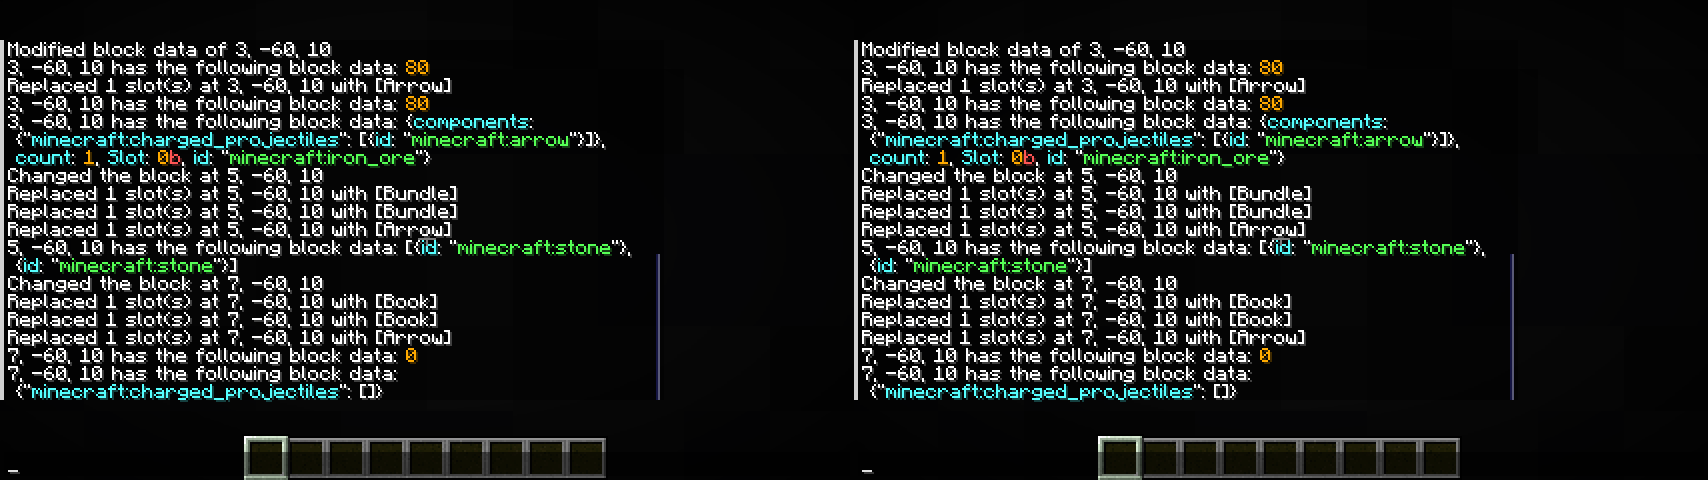 Modified block data of 3, -60, 10
3, -60, 10 has the following block data: 80
Replaced 1 slot(s) at 3, -60, 10 with [Arrow]
3, -60, 10 has the following block data: 80
3, -60, 10 has the following block data: {components:
{"minecraft:charged_projectiles": [{id: "minecraft:arrow"}]},
count: 1, Slot: 0b, id: "minecraft:iron_ore"}
Changed the block at 5, -60, 10
Replaced 1 slot(s) at 5, -60, 10 with [Bundle]
Replaced 1 slot(s) at 5, -60, 10 with [Bundle]
Replaced 1 slot(s) at 5, -60, 10 with [Arrow]
5, -60, 10 has the following block data: [{id: "minecraft:stone"},
{id: "minecraft:stone"}]
Changed the block at 7, -60, 10
Replaced 1 slot(s) at 7, -60, 10 with [Book]
Replaced 1 slot(s) at 7, -60, 10 with [Book]
Replaced 1 slot(s) at 7, -60, 10 with [Arrow]
7, -60, 10 has the following block data: 0
7, -60, 10 has the following block data:
{"minecraft:charged_projectiles": []}
_
Modified block data of 3, -60, 10
3, -60, 10 has the following block data: 80
Replaced 1 slot(s) at 3, -60, 10 with [Arrow]
3, -60, 10 has the following block data: 80
3, -60, 10 has the following block data: {components:
{"minecraft:charged_projectiles": [{id: "minecraft:arrow"}]},
count: 1, Slot: 0b, id: "minecraft:iron_ore"}
Changed the block at 5, -60, 10
Replaced 1 slot(s) at 5, -60, 10 with [Bundle]
Replaced 1 slot(s) at 5, -60, 10 with [Bundle]
Replaced 1 slot(s) at 5, -60, 10 with [Arrow]
5, -60, 10 has the following block data: [{id: "minecraft:stone"},
{id: "minecraft:stone"}]
Changed the block at 7, -60, 10
Replaced 1 slot(s) at 7, -60, 10 with [Book]
Replaced 1 slot(s) at 7, -60, 10 with [Book]
Replaced 1 slot(s) at 7, -60, 10 with [Arrow]
7, -60, 10 has the following block data: 0
7, -60, 10 has the following block data:
{"minecraft:charged_projectiles": []}
_